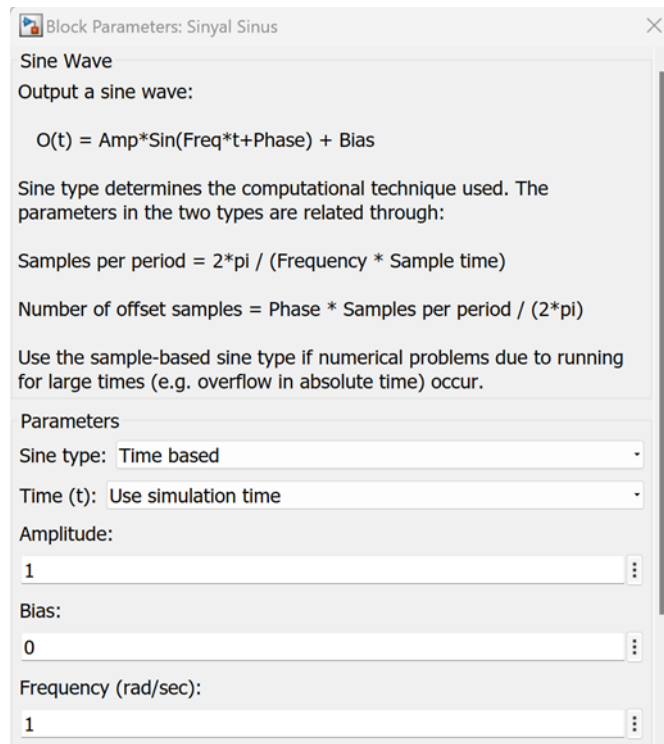 Block Parameters: Sinyal Sinus
Sine Wave
Output a sine wave:
O(t) = Amp*Sin(Freq*t+Phase) + Bias
Sine type determines the computational technique used. The
parameters in the two types are related through:
Samples per period = 2*pi / (Frequency * Sample time)
Number of offset samples = Phase * Samples per period / (2*pi)
Use the sample-based sine type if numerical problems due to running
for large times (e.g. overflow in absolute time) occur.
Parameters
Sine type: Time based
Time (t): Use simulation time
Amplitude:
1
Bias:
0
Frequency (rad/sec):
1